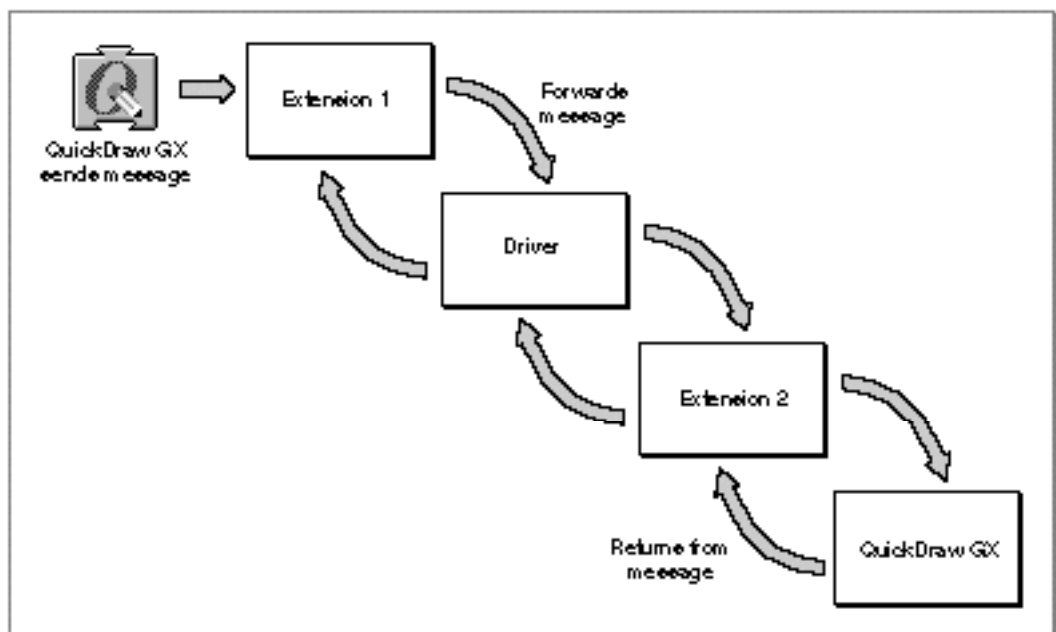 Extension 1
Forwards
message
QuickDraw GX
sends message
Driver
Extension 2
Returns from
message
QuickDraw GX